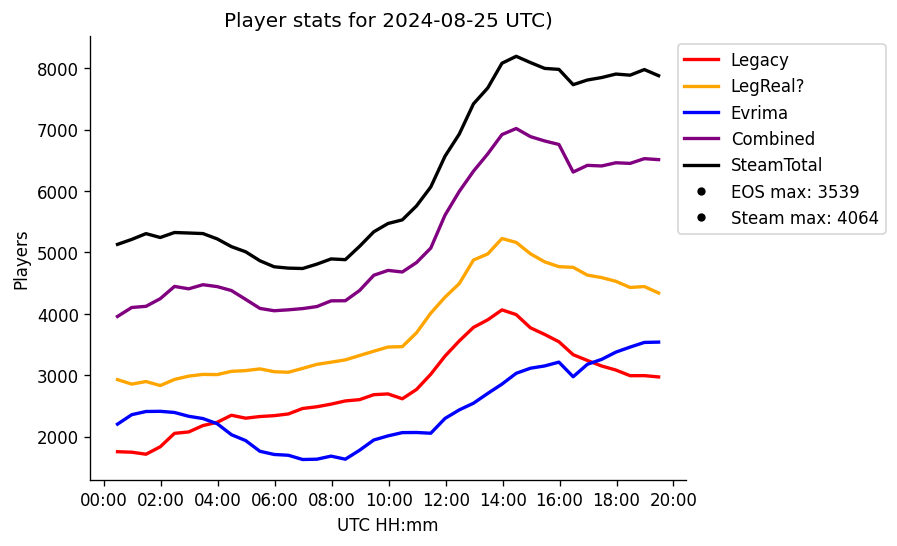 Player stats for 2024-08-25 UTC)
Players
8000
7000
6000
5000
4000
3000
2000
00:00 02:00 04:00 06:00 08:00 10:00 12:00 14:00 16:00 18:00 20:00
UTC HH:mm
Legacy
LegReal?
Evrima
Combined
SteamTotal
EOS max: 3539
Steam max: 4064